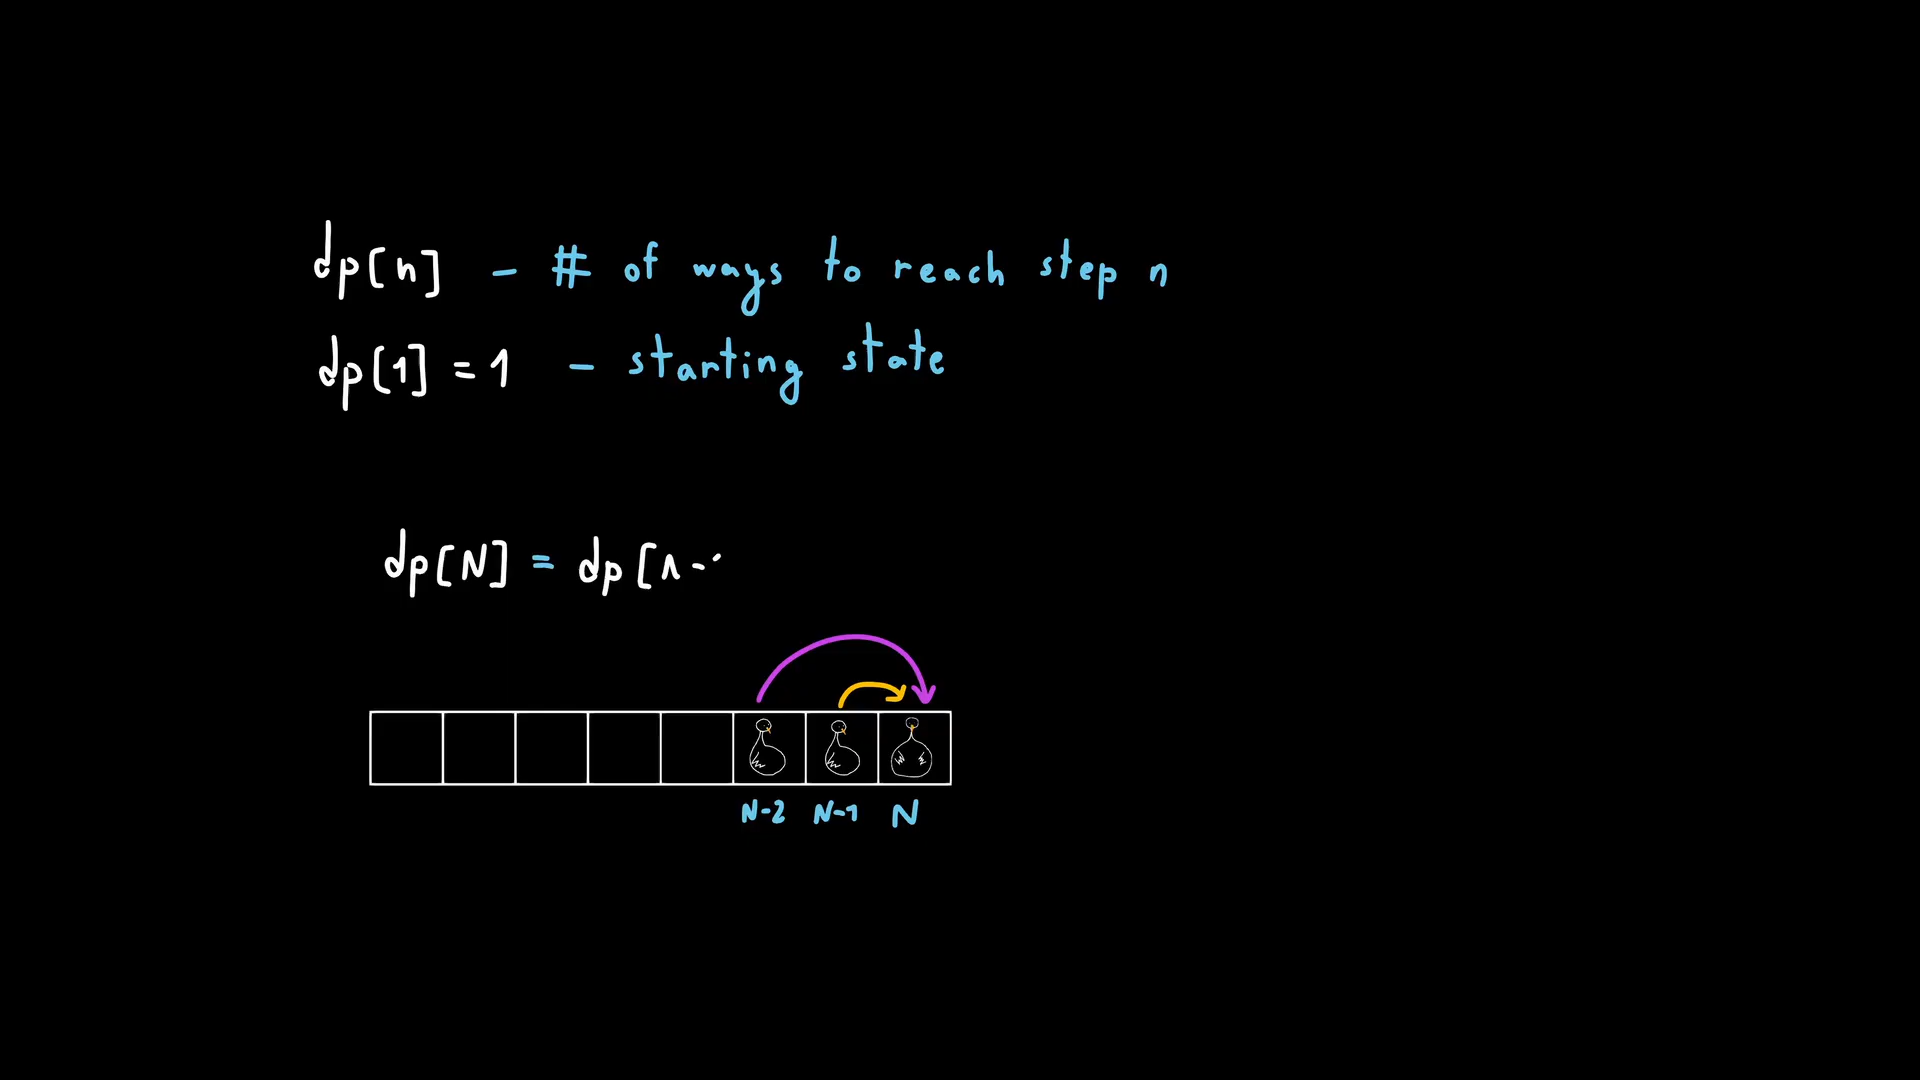 dp[n] - # of ways to reach step n
dp[1] = 1 - starting state
dp[N] = dp[n-
N-2 N-1 N